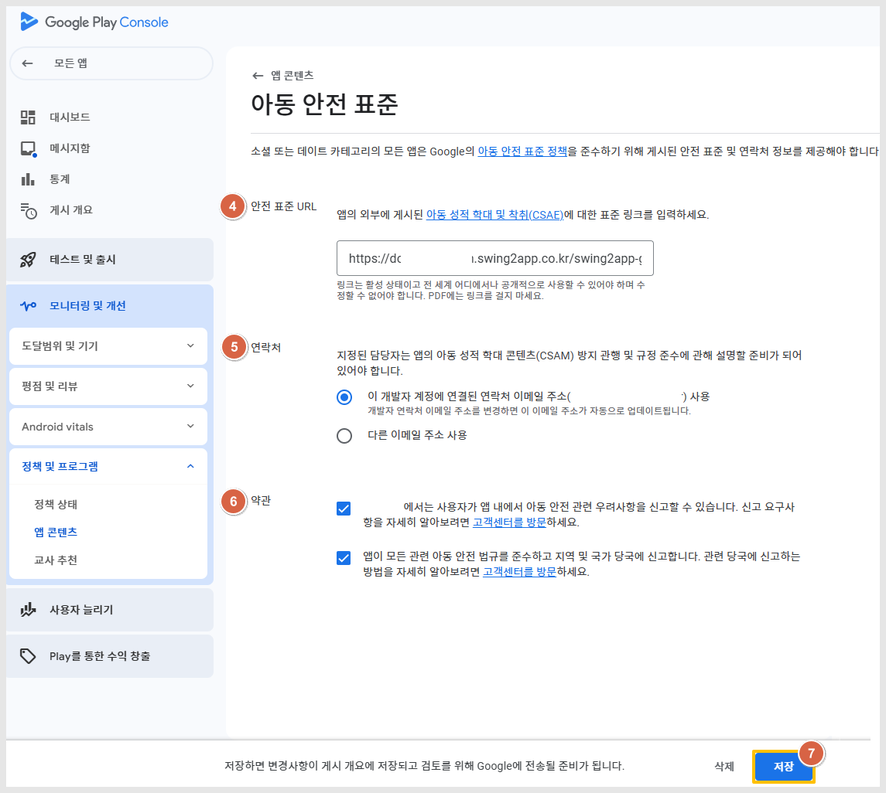 Google Play Console
모든 앱
대시보드
메시지함
통계
게시 개요
테스트 및 출시
모니터링 및 개선
도달범위 및 기기
평점 및 리뷰
Android vitals
정책 및 프로그램
정책 상태
앱 콘텐츠
교사 추천
사용자 늘리기
Play를 통한 수익 창출
앱 콘텐츠
아동 안전 표준
소셜 또는 데이트 카테고리의 모든 앱은 Google의 아동 안전 표준 정책을 준수하기 위해 게시된 안전 표준 및 연락처 정보를 제공해야 합니다
4 안전 표준 URL
앱의 외부에 게시된 아동 성적 학대 및 착취(CSAE)에 대한 표준 링크를 입력하세요.
https://dc .swing2app.co.kr/swing2app-g
링크는 활성 상태이고 전 세계 어디에서나 공개적으로 사용할 수 있어야 하며 수
정할 수 없어야 합니다. PDF에는 링크를 걸지 마세요.
5 연락처
지정된 담당자는 앱의 아동 성적 학대 콘텐츠(CSAM) 방지 관행 및 규정 준수에 관해 설명할 준비가 되어
있어야 합니다.
이 개발자 계정에 연결된 연락처 이메일 주소( ) 사용
개발자 연락처 이메일 주소를 변경하면 이 이메일 주소가 자동으로 업데이트됩니다.
다른 이메일 주소 사용
6 약관
에서는 사용자가 앱 내에서 아동 안전 관련 우려사항을 신고할 수 있습니다. 신고 요구사
항을 자세히 알아보려면 고객센터를 방문하세요.
앱이 모든 관련 아동 안전 법규를 준수하고 지역 및 국가 당국에 신고합니다. 관련 당국에 신고하는
방법을 자세히 알아보려면 고객센터를 방문하세요.
저장하면 변경사항이 게시 개요에 저장되고 검토를 위해 Google에 전송될 준비가 됩니다.
삭제
저장
7